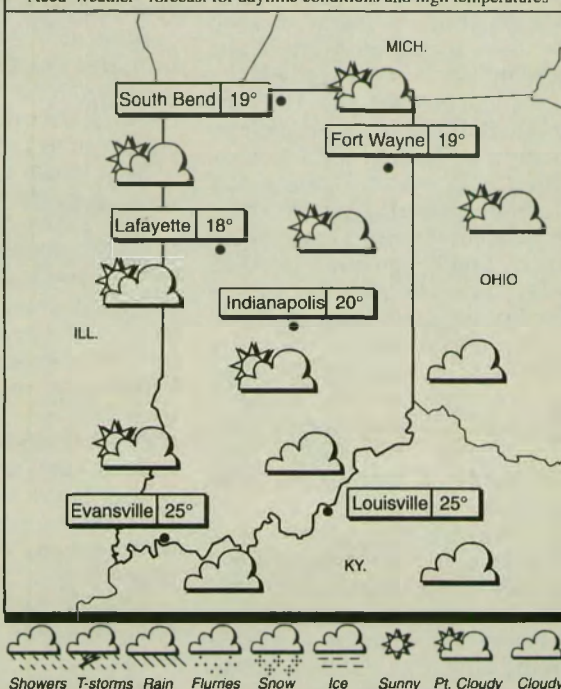 AccuWeather® forecast for daytime conditions and high temperatures
MICH.
South Bend 19°
Fort Wayne 19°
Lafayette 18°
OHIO
Indianapolis 20°
ILL.
Evansville 25°
Louisville 25°
KY.
Showers T-storms Rain Flurries Snow Ice Sunny Pt. Cloudy Cloudy